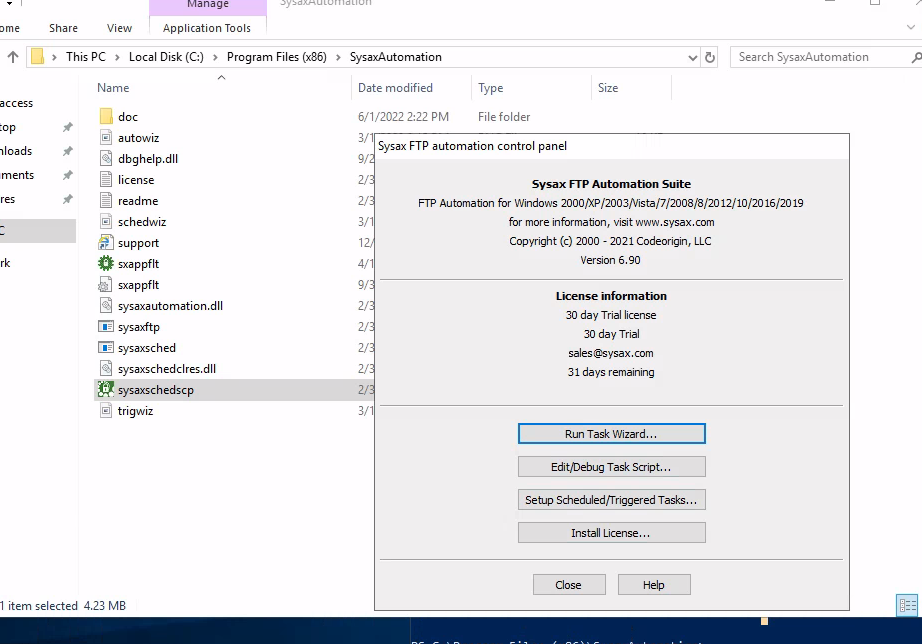 Manage
SysaxAutomation
ome Share View Application Tools
This PC > Local Disk (C:) > Program Files (x86) > SysaxAutomation
Search SysaxAutomation
Name Date modified Type Size
access
top
nloads
uments
res
C
rk
doc 6/1/2022 2:22 PM File folder
autowiz 3/1
dbghelp.dll 9/2
license 2/3
readme 2/3
schedwiz 3/1
support 12/
sxappflt 4/1
sxappflt 9/3
sysaxautomation.dll 2/3
sysaxftp 2/3
sysaxsched 2/3
sysaxschedclres.dll 2/3
sysaxschedscp 2/3
trigwiz 3/1
Sysax FTP automation control panel
Sysax FTP Automation Suite
FTP Automation for Windows 2000/XP/2003/Vista/7/2008/8/2012/10/2016/2019
for more information, visit www.sysax.com
Copyright (c) 2000 - 2021 Codeorigin, LLC
Version 6.90
License information
30 day Trial license
30 day Trial
sales@sysax.com
31 days remaining
Run Task Wizard...
Edit/Debug Task Script...
Setup Scheduled/Triggered Tasks...
Install License...
Close Help
1 item selected 4.23 MB